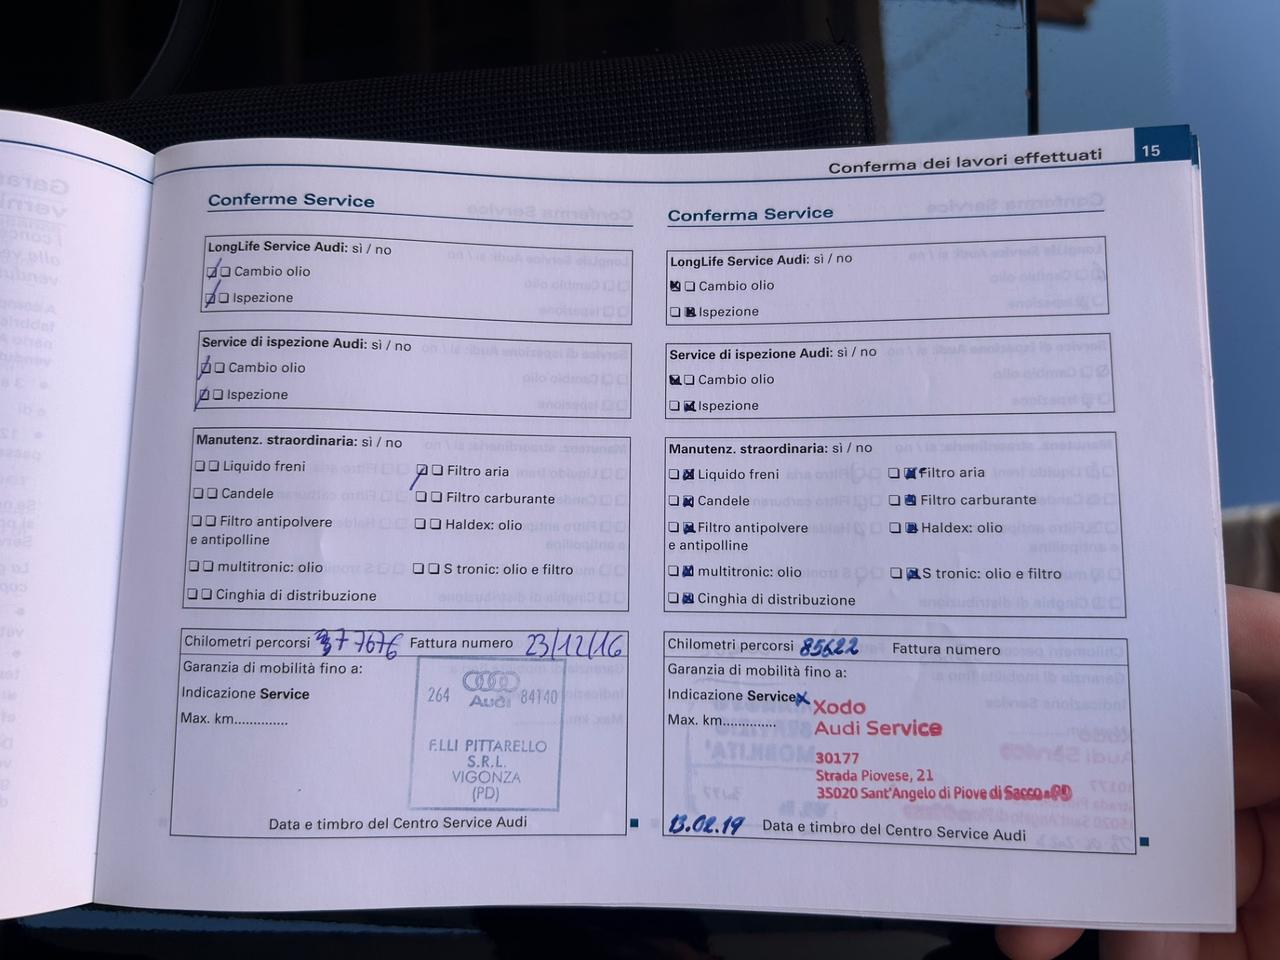 Conferma dei lavori effettuati 15
Conferme Service
LongLife Service Audi: sì / no
Cambio olio
Ispezione
Service di ispezione Audi: sì / no
Cambio olio
Ispezione
Manutenz. straordinaria: sì / no
Liquido freni
Filtro aria
Candele
Filtro carburante
Filtro antipolvere
e antipolline
Haldex: olio
multitronic: olio
S tronic: olio e filtro
Cinghia di distribuzione
Chilometri percorsi Fattura numero 23/12/16
Garanzia di mobilità fino a:
Indicazione Service
Max. km..............
264 Audi 84140
F.LLI PITTARELLO
S.R.L.
VIGONZA
(PD)
Data e timbro del Centro Service Audi
Conferma Service
LongLife Service Audi: sì / no
Cambio olio
Ispezione
Service di ispezione Audi: sì / no
Cambio olio
Ispezione
Manutenz. straordinaria: sì / no
Liquido freni
Filtro aria
Candele
Filtro carburante
Filtro antipolvere
e antipolline
Haldex: olio
multitronic: olio
S tronic: olio e filtro
Cinghia di distribuzione
Chilometri percorsi 85622 Fattura numero
Garanzia di mobilità fino a:
Indicazione Service
Max. km..............
Xodo
Audi Service
30177
Strada Piovese, 21
35020 Sant'Angelo di Piove di Sacco - PD
13.02.19 Data e timbro del Centro Service Audi